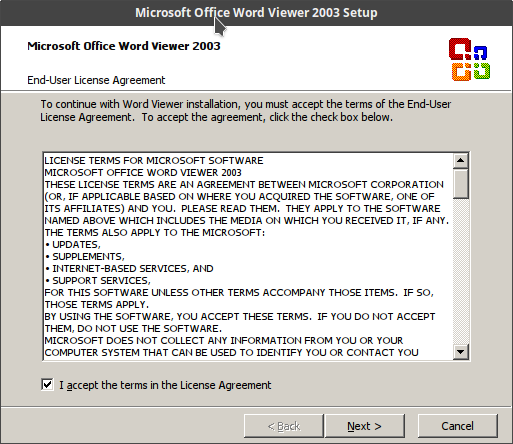 Microsoft Office Word Viewer 2003 Setup
Microsoft Office Word Viewer 2003
End-User License Agreement
To continue with Word Viewer installation, you must accept the terms of the End-User
License Agreement.  To accept the agreement, click the check box below.
LICENSE TERMS FOR MICROSOFT SOFTWARE
MICROSOFT OFFICE WORD VIEWER 2003
THESE LICENSE TERMS ARE AN AGREEMENT BETWEEN MICROSOFT CORPORATION
(OR, IF APPLICABLE BASED ON WHERE YOU ACQUIRED THE SOFTWARE, ONE OF
ITS AFFILIATES) AND YOU.  PLEASE READ THEM.  THEY APPLY TO THE SOFTWARE
NAMED ABOVE WHICH INCLUDES THE MEDIA ON WHICH YOU RECEIVED IT, IF ANY.
THE TERMS ALSO APPLY TO THE MICROSOFT:
• UPDATES,
• SUPPLEMENTS,
• INTERNET-BASED SERVICES, AND
• SUPPORT SERVICES,
FOR THIS SOFTWARE UNLESS OTHER TERMS ACCOMPANY THOSE ITEMS.  IF SO,
THOSE TERMS APPLY.
BY USING THE SOFTWARE, YOU ACCEPT THESE TERMS.  IF YOU DO NOT ACCEPT
THEM, DO NOT USE THE SOFTWARE.
MICROSOFT DOES NOT COLLECT ANY INFORMATION FROM YOU OR YOUR
COMPUTER SYSTEM THAT CAN BE USED TO IDENTIFY YOU OR CONTACT YOU
I accept the terms in the License Agreement
< Back
Next >
Cancel